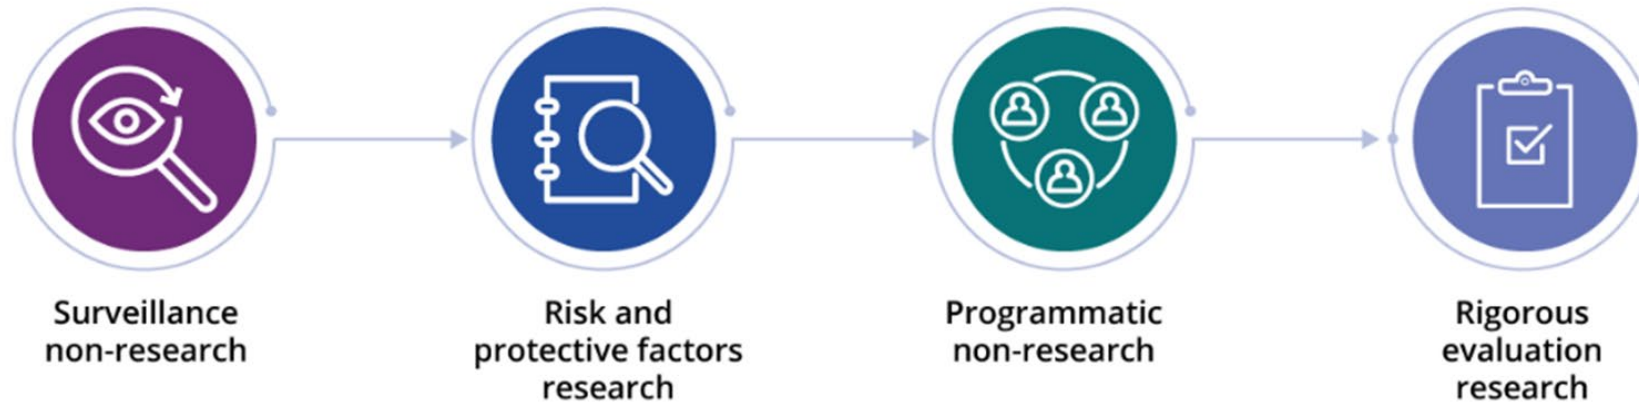 Surveillance
non-research
Risk and
protective factors
research
Programmatic
non-research
Rigorous
evaluation
research